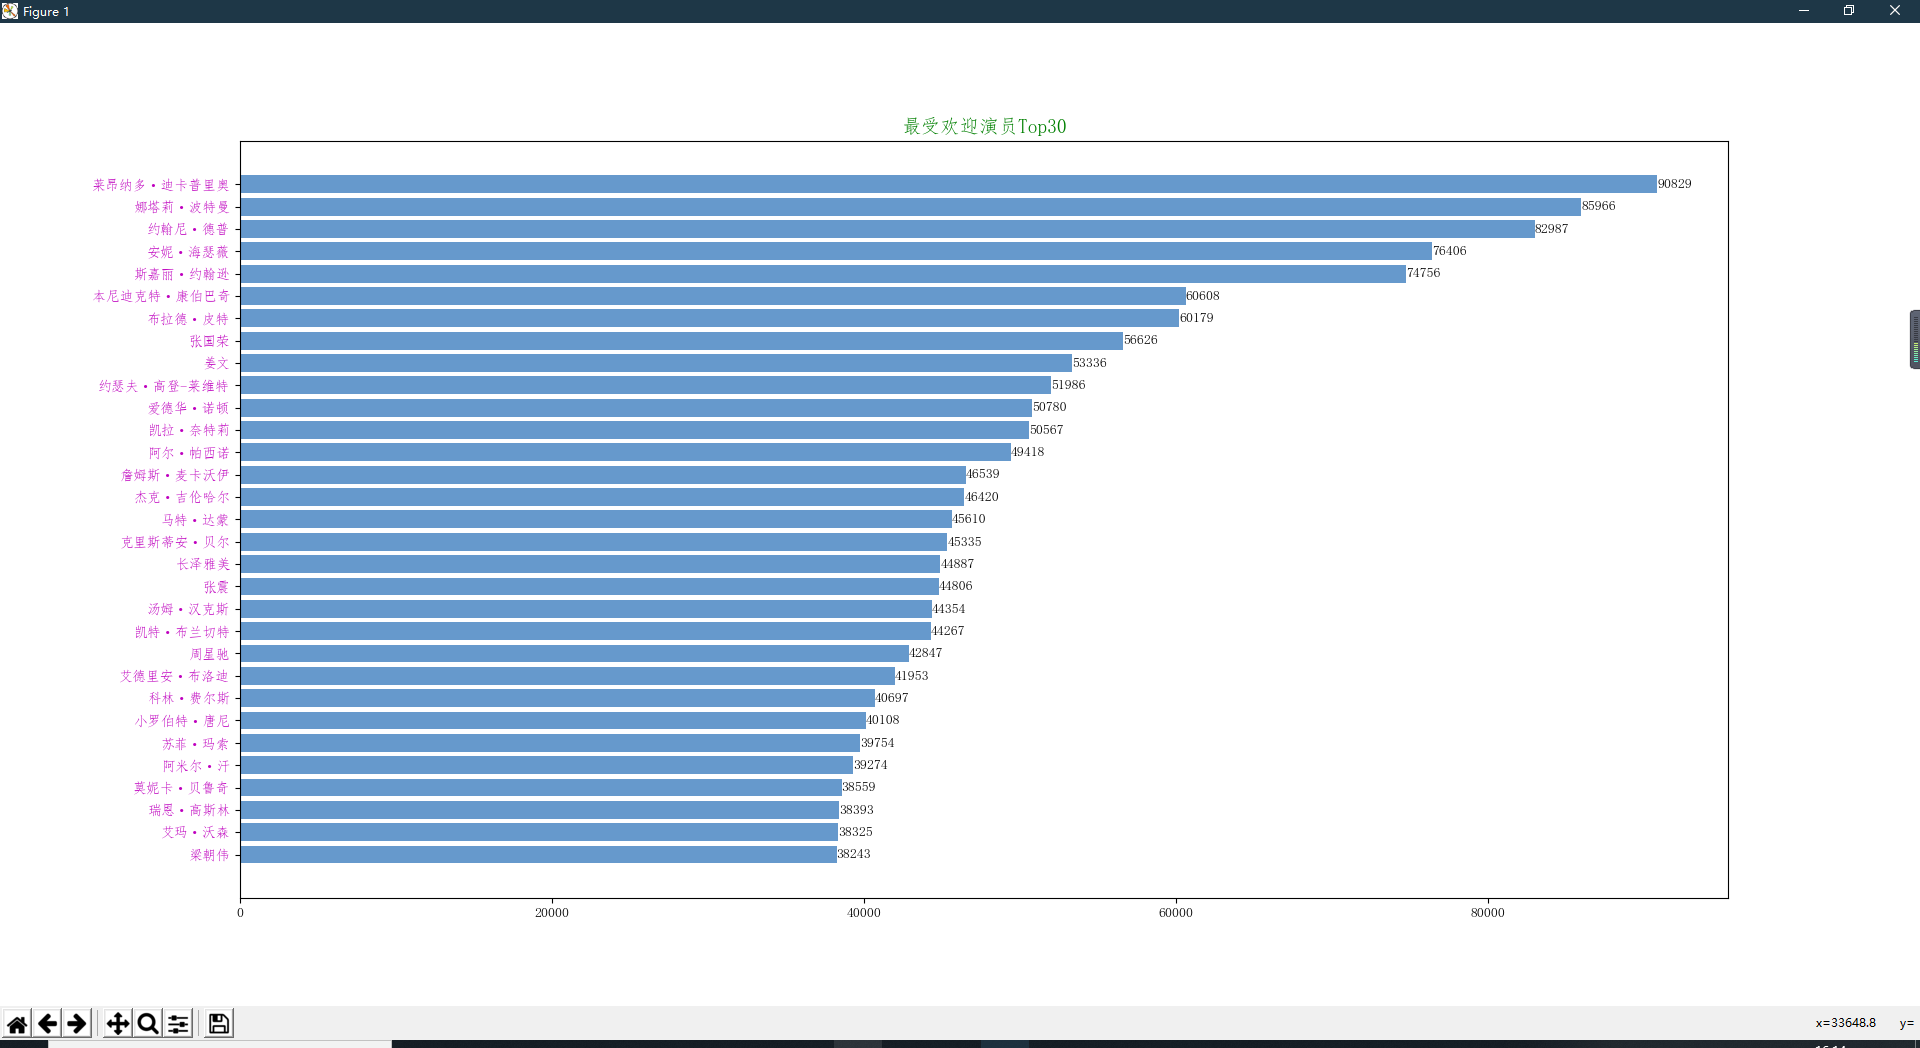 Figure 1
最受欢迎演员Top30
莱昂纳多·迪卡普里奥 90829
娜塔莉·波特曼 85966
约翰尼·德普 82987
安妮·海瑟薇 76406
斯嘉丽·约翰逊 74756
本尼迪克特·康伯巴奇 60608
布拉德·皮特 60179
张国荣 56626
姜文 53336
约瑟夫·高登-莱维特 51986
爱德华·诺顿 50780
凯拉·奈特莉 50567
阿尔·帕西诺 49418
詹姆斯·麦卡沃伊 46539
杰克·吉伦哈尔 46420
马特·达蒙 45610
克里斯蒂安·贝尔 45335
长泽雅美 44887
张震 44806
汤姆·汉克斯 44354
凯特·布兰切特 44267
周星驰 42847
艾德里安·布洛迪 41953
科林·费尔斯 40697
小罗伯特·唐尼 40108
苏菲·玛索 39754
阿米尔·汗 39274
莫妮卡·贝鲁奇 38559
瑞恩·高斯林 38393
艾玛·沃森 38325
梁朝伟 38243
0 20000 40000 60000 80000
x=33648.8 y=